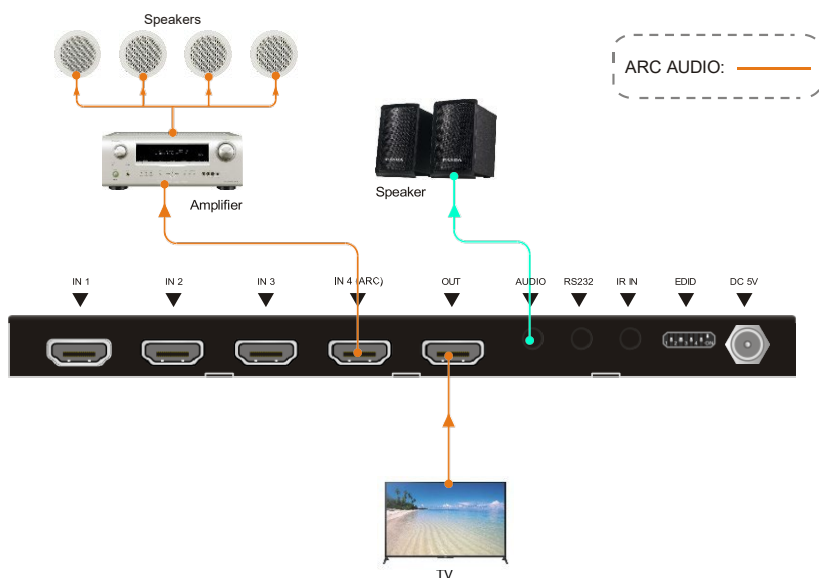 Speakers
ARC AUDIO:
Speaker
Amplifier
IN 1
IN 2
IN 3
IN 4 (ARC)
OUT
AUDIO
RS232
IR IN
EDID
DC 5V
TV